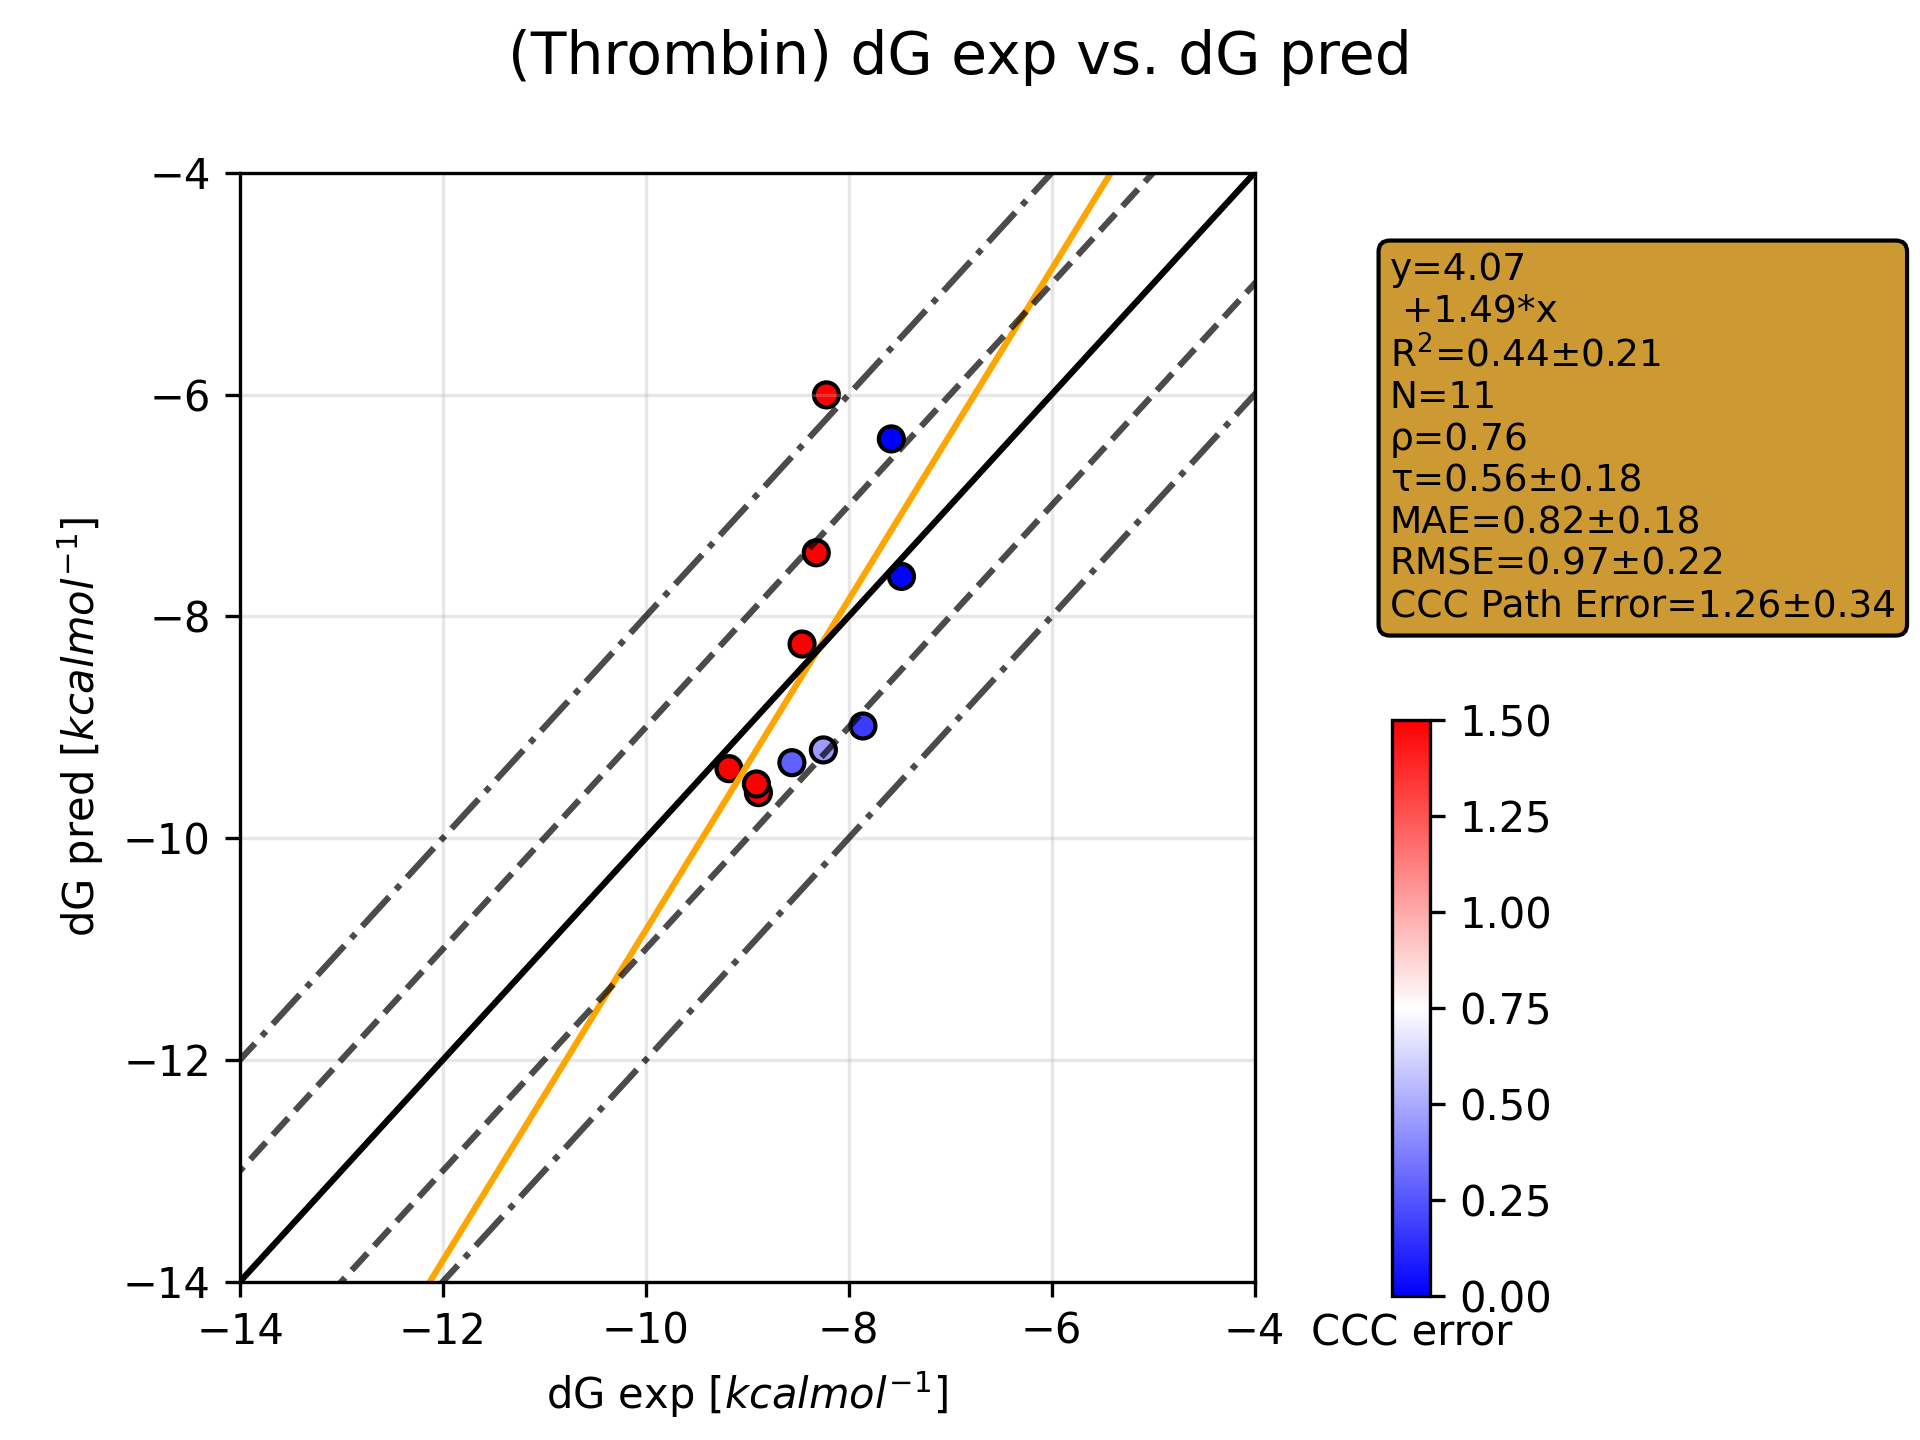 (Thrombin) dG exp vs. dG pred
−4
−6
−8
−10
−12
−14
dG pred [kcalmol⁻¹]
−14 −12 −10 −8 −6 −4
dG exp [kcalmol⁻¹]
y=4.07
+1.49*x
R²=0.44±0.21
N=11
ρ=0.76
τ=0.56±0.18
MAE=0.82±0.18
RMSE=0.97±0.22
CCC Path Error=1.26±0.34
1.50
1.25
1.00
0.75
0.50
0.25
0.00
CCC error